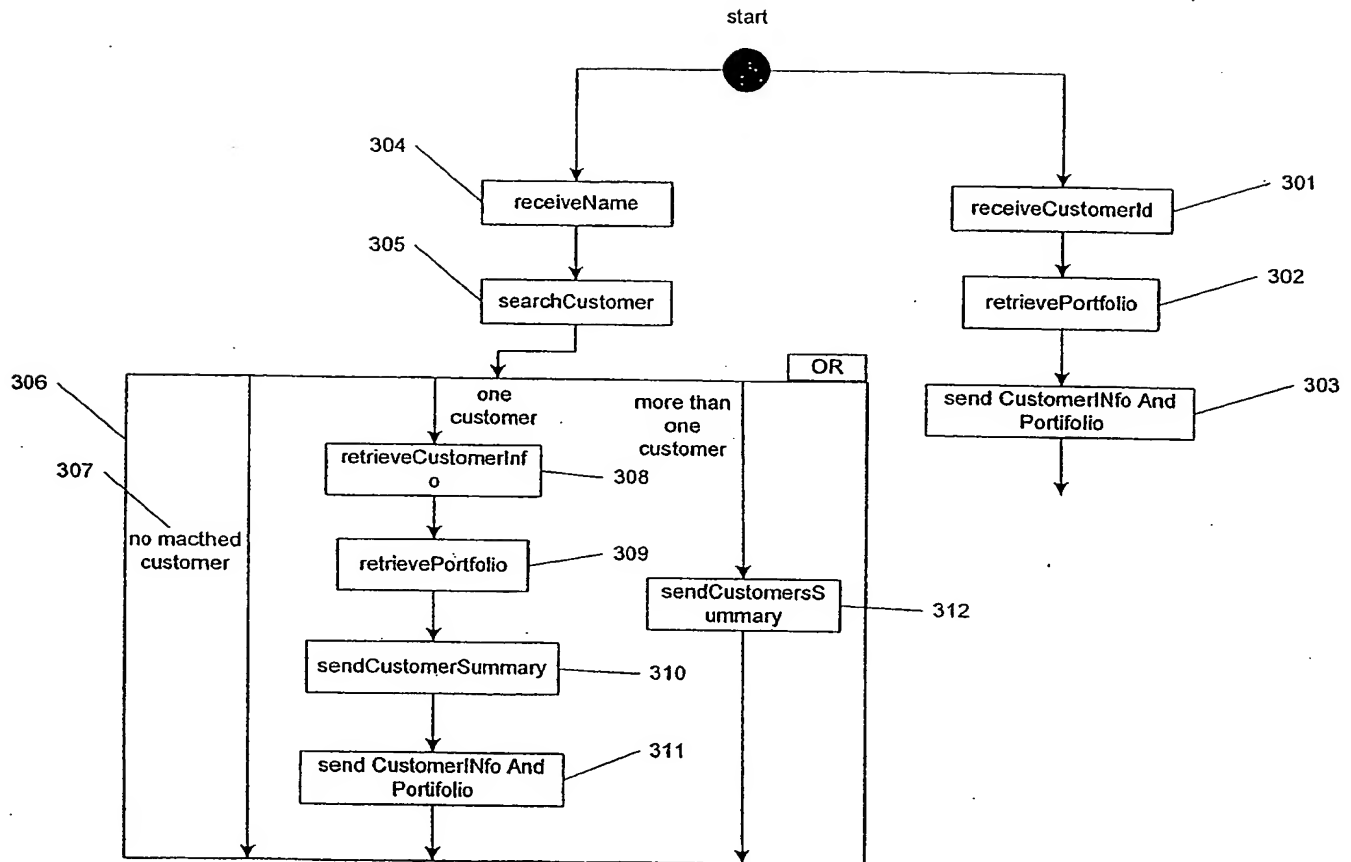 start
304
receiveName
301
receiveCustomerId
305
searchCustomer
302
retrievePortfolio
306
OR
303
send CustomerINfo And
Portifolio
one
customer
more than
one
customer
307
no macthed
customer
retrieveCustomerInf
o
308
retrievePortfolio
309
sendCustomersS
ummary
312
sendCustomerSummary
310
send CustomerINfo And
Portifolio
311